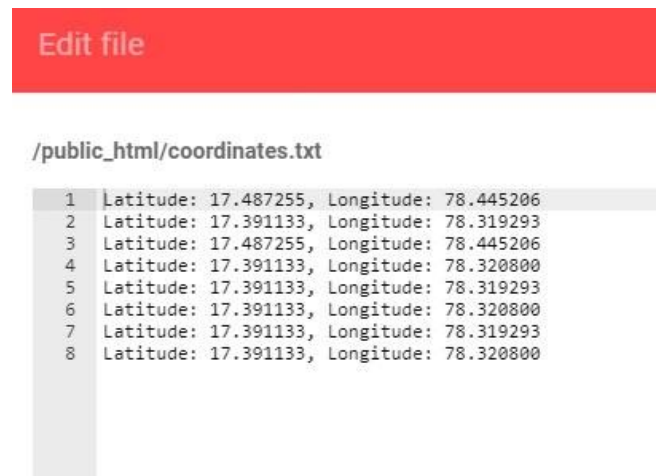 Edit file
/public_html/coordinates.txt
1 Latitude: 17.487255, Longitude: 78.445206
2 Latitude: 17.391133, Longitude: 78.319293
3 Latitude: 17.487255, Longitude: 78.445206
4 Latitude: 17.391133, Longitude: 78.320800
5 Latitude: 17.391133, Longitude: 78.319293
6 Latitude: 17.391133, Longitude: 78.320800
7 Latitude: 17.391133, Longitude: 78.319293
8 Latitude: 17.391133, Longitude: 78.320800